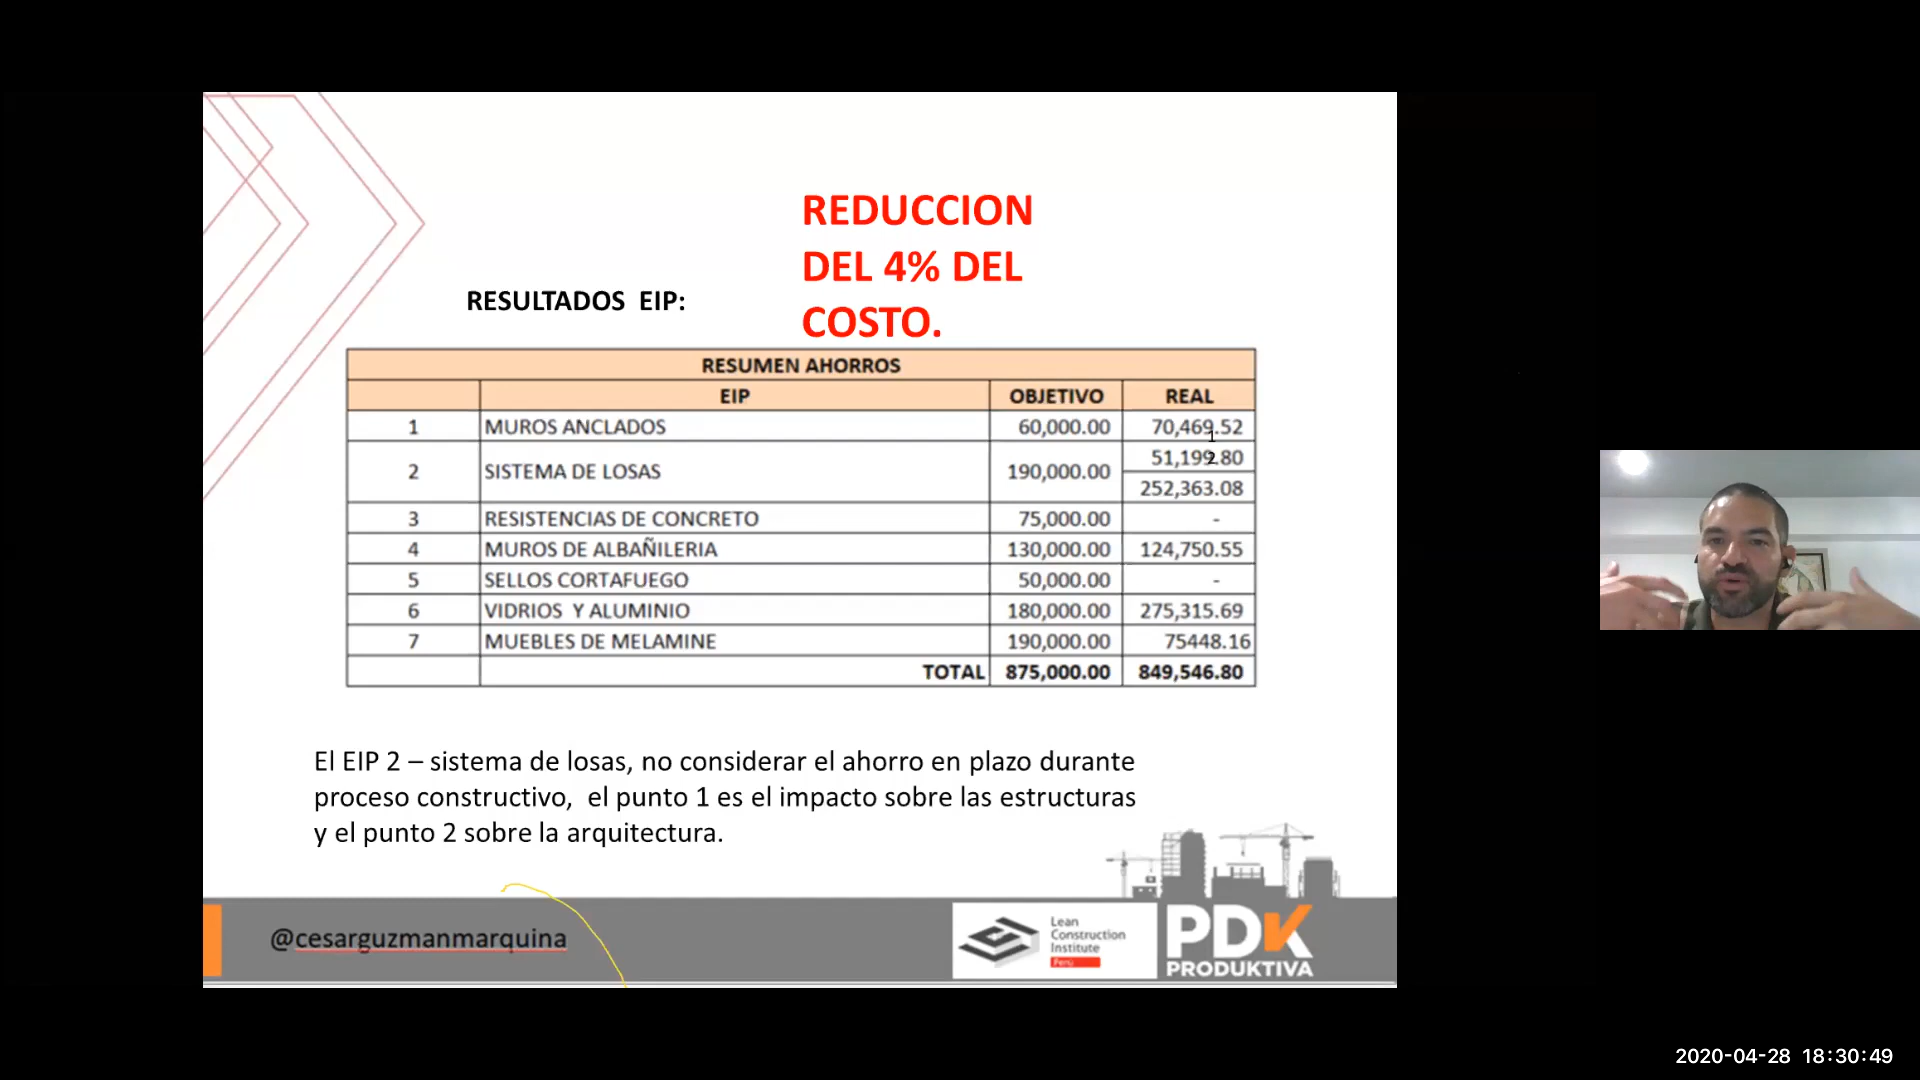 REDUCCION
DEL 4% DEL
COSTO.
RESULTADOS EIP:
RESUMEN AHORROS
EIP OBJETIVO REAL
1 MUROS ANCLADOS 60,000.00 70,469.52
1
2 SISTEMA DE LOSAS 190,000.00 51,199.80
2
252,363.08
3 RESISTENCIAS DE CONCRETO 75,000.00 -
4 MUROS DE ALBAÑILERIA 130,000.00 124,750.55
5 SELLOS CORTAFUEGO 50,000.00 -
6 VIDRIOS Y ALUMINIO 180,000.00 275,315.69
7 MUEBLES DE MELAMINE 190,000.00 75448.16
TOTAL 875,000.00 849,546.80
El EIP 2 – sistema de losas, no considerar el ahorro en plazo durante
proceso constructivo, el punto 1 es el impacto sobre las estructuras
y el punto 2 sobre la arquitectura.
@cesarguzmanmarquina
Lean
Construction
Institute
Perú
PDK
PRODUKTIVA
2020-04-28 18:30:49